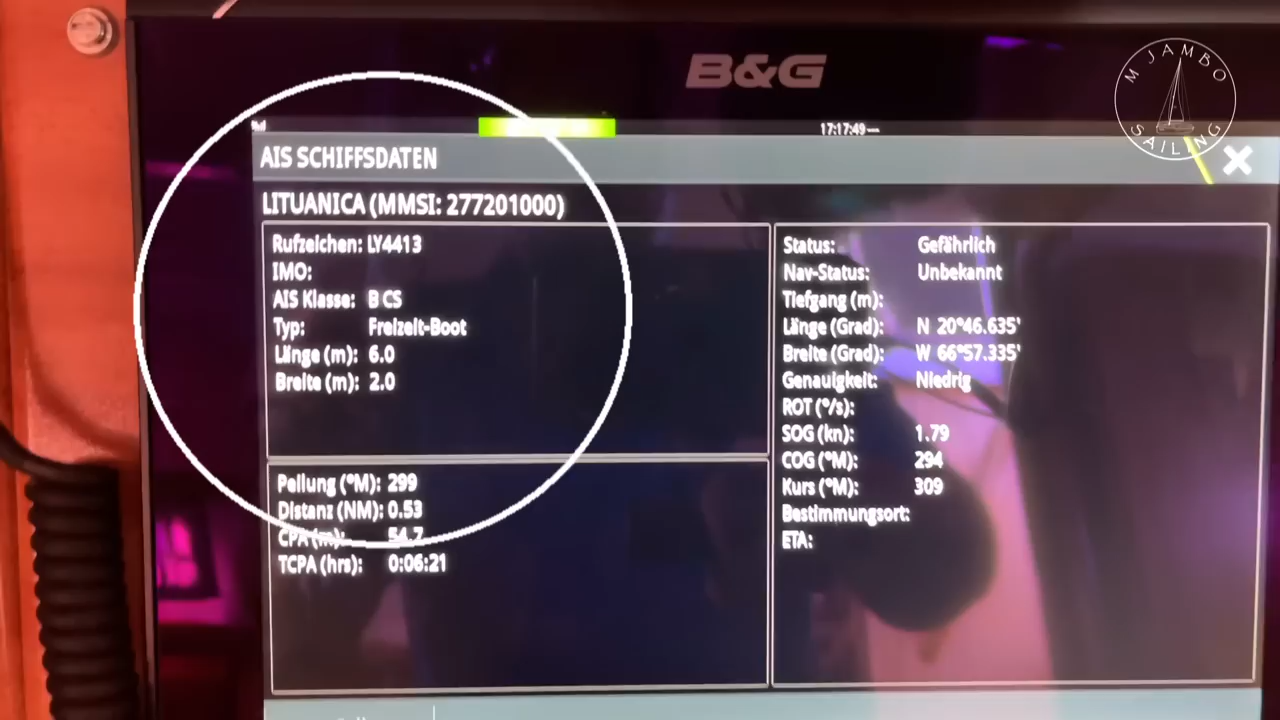 B&G
M JAMBO
SAILING
17:17:49
AIS SCHIFFSDATEN
LITUANICA (MMSI: 277201000)
Rufzeichen: LY4413
IMO:
AIS Klasse: B CS
Typ: Freizeit-Boot
Länge (m): 6.0
Breite (m): 2.0
Peilung (°M): 299
Distanz (NM): 0.53
CPA (m): 54.7
TCPA (hrs): 0:06:21
Status: Gefährlich
Nav-Status: Unbekannt
Tiefgang (m):
Länge (Grad): N 20°46.635'
Breite (Grad): W 66°57.335'
Genauigkeit: Niedrig
ROT (°/s):
SOG (kn): 1.79
COG (°M): 294
Kurs (°M): 309
Bestimmungsort:
ETA: